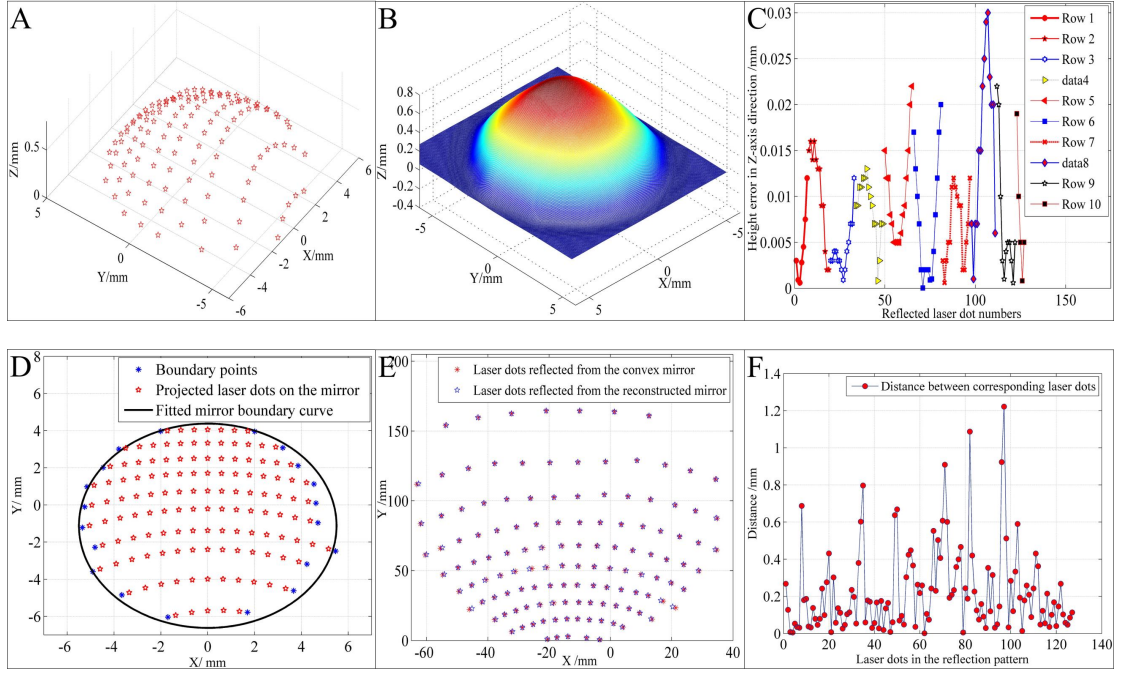 A
Z/mm
0.5
0
5
0
-5
Y/mm
-6
-4
-2
0
2
4
6
X/mm
B
Z/mm
0.8
0.6
0.4
0.2
0
-0.2
-0.4
-5
0
5
Y/mm
-5
0
5
X/mm
C
Height error in Z-axis direction /mm
0.03
0.025
0.02
0.015
0.01
0.005
0
0
50
100
150
Reflected laser dot numbers
Row 1
Row 2
Row 3
data4
Row 5
Row 6
Row 7
data8
Row 9
Row 10
D
Y/ mm
8
6
4
2
0
-2
-4
-6
-6
-4
-2
0
2
4
6
X/ mm
Boundary points
Projected laser dots on the mirror
Fitted mirror boundary curve
E
Y /mm
200
150
100
50
0
-60
-40
-20
0
20
40
X /mm
Laser dots reflected from the convex mirror
Laser dots reflected from the reconstructed mirror
F
Distance /mm
1.4
1.2
1
0.8
0.6
0.4
0.2
0
0
20
40
60
80
100
120
140
Laser dots in the reflection pattern
Distance between corresponding laser dots